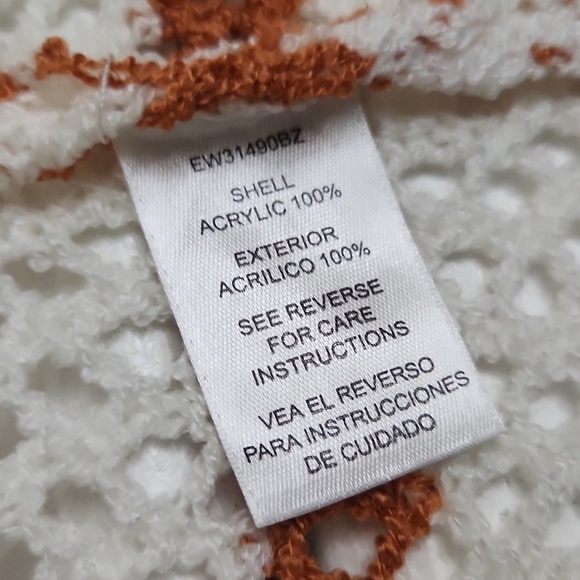 EW31490BZ
SHELL
ACRYLIC 100%
EXTERIOR
ACRILICO 100%
SEE REVERSE
FOR CARE
INSTRUCTIONS
VEA EL REVERSO
PARA INSTRUCCIONES
DE CUIDADO